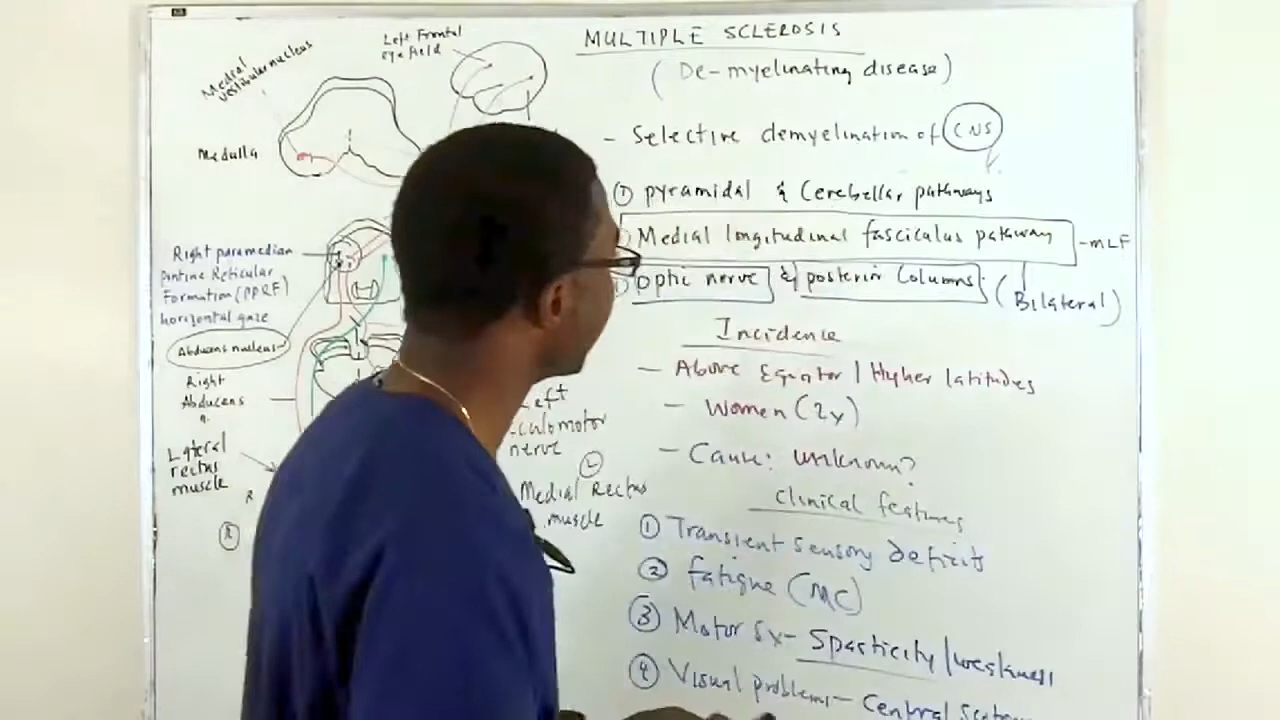 Left Frontal
eye field
Medial
vestibular nucleus
Medulla
Right paramedian
Pontine Reticular
Formation (PPRF)
horizontal gaze
Abducens nucleus
Right
Abducens
n.
Lateral
rectus
muscle
R
R
Left
nerve
L
Medial Rectus
muscle
MULTIPLE SCLEROSIS
(De-myelinating disease)
- Selective demyelination of CNS
① pyramidal & Cerebellar pathways
Medial longitudinal fasciculus pathway - MLF
Optic nerve & posterior Columns. (Bilateral)
Incidence
- Above Equator / Higher latitudes
- Women (2x)
- Cause: unknown?
Clinical features
① Transient sensory deficits
② fatigue (MC)
③ Motor sx - Spasticity / weakness
④ Visual problems - Central